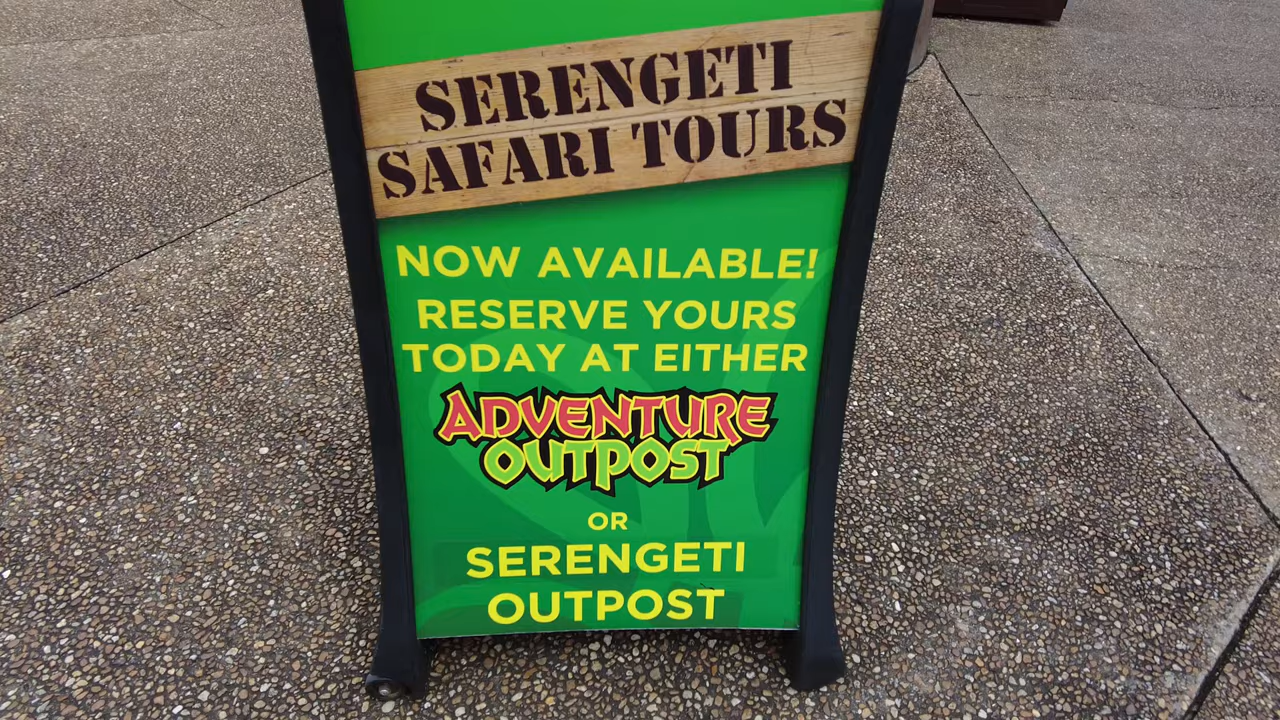 SERENGETI
SAFARI TOURS
NOW AVAILABLE!
RESERVE YOURS
TODAY AT EITHER
ADVENTURE
OUTPOST
OR
SERENGETI
OUTPOST